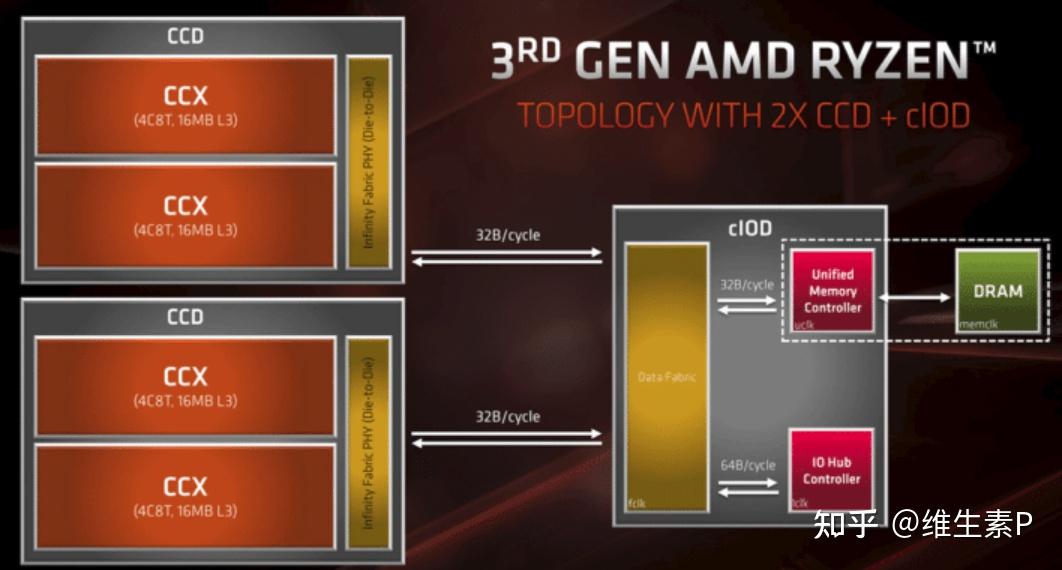 3RD GEN AMD RYZEN™
TOPOLOGY WITH 2X CCD + cIOD
CCD
CCX
(4C8T, 16MB L3)
CCX
(4C8T, 16MB L3)
Infinity Fabric PHY (Die-to-Die)
32B/cycle
CCD
CCX
(4C8T, 16MB L3)
CCX
(4C8T, 16MB L3)
Infinity Fabric PHY (Die-to-Die)
32B/cycle
cIOD
Data Fabric
fclk
32B/cycle
Unified
Memory
Controller
uclk
DRAM
memclk
64B/cycle
IO Hub
Controller
lclk
知乎 @维生素P